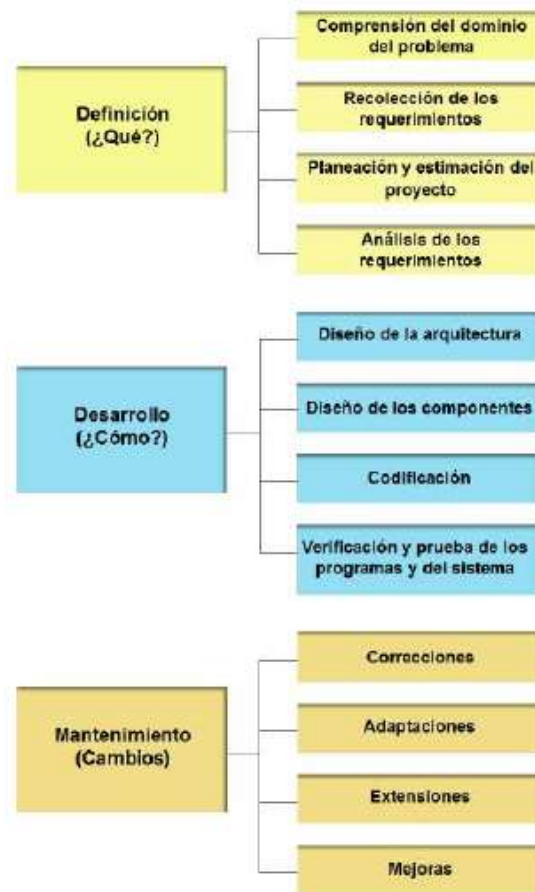 Definición
(¿Qué?)
Comprensión del dominio
del problema
Recolección de los
requerimientos
Planeación y estimación del
proyecto
Análisis de los
requerimientos
Desarrollo
(¿Cómo?)
Diseño de la arquitectura
Diseño de los componentes
Codificación
Verificación y prueba de los
programas y del sistema
Mantenimiento
(Cambios)
Correcciones
Adaptaciones
Extensiones
Mejoras